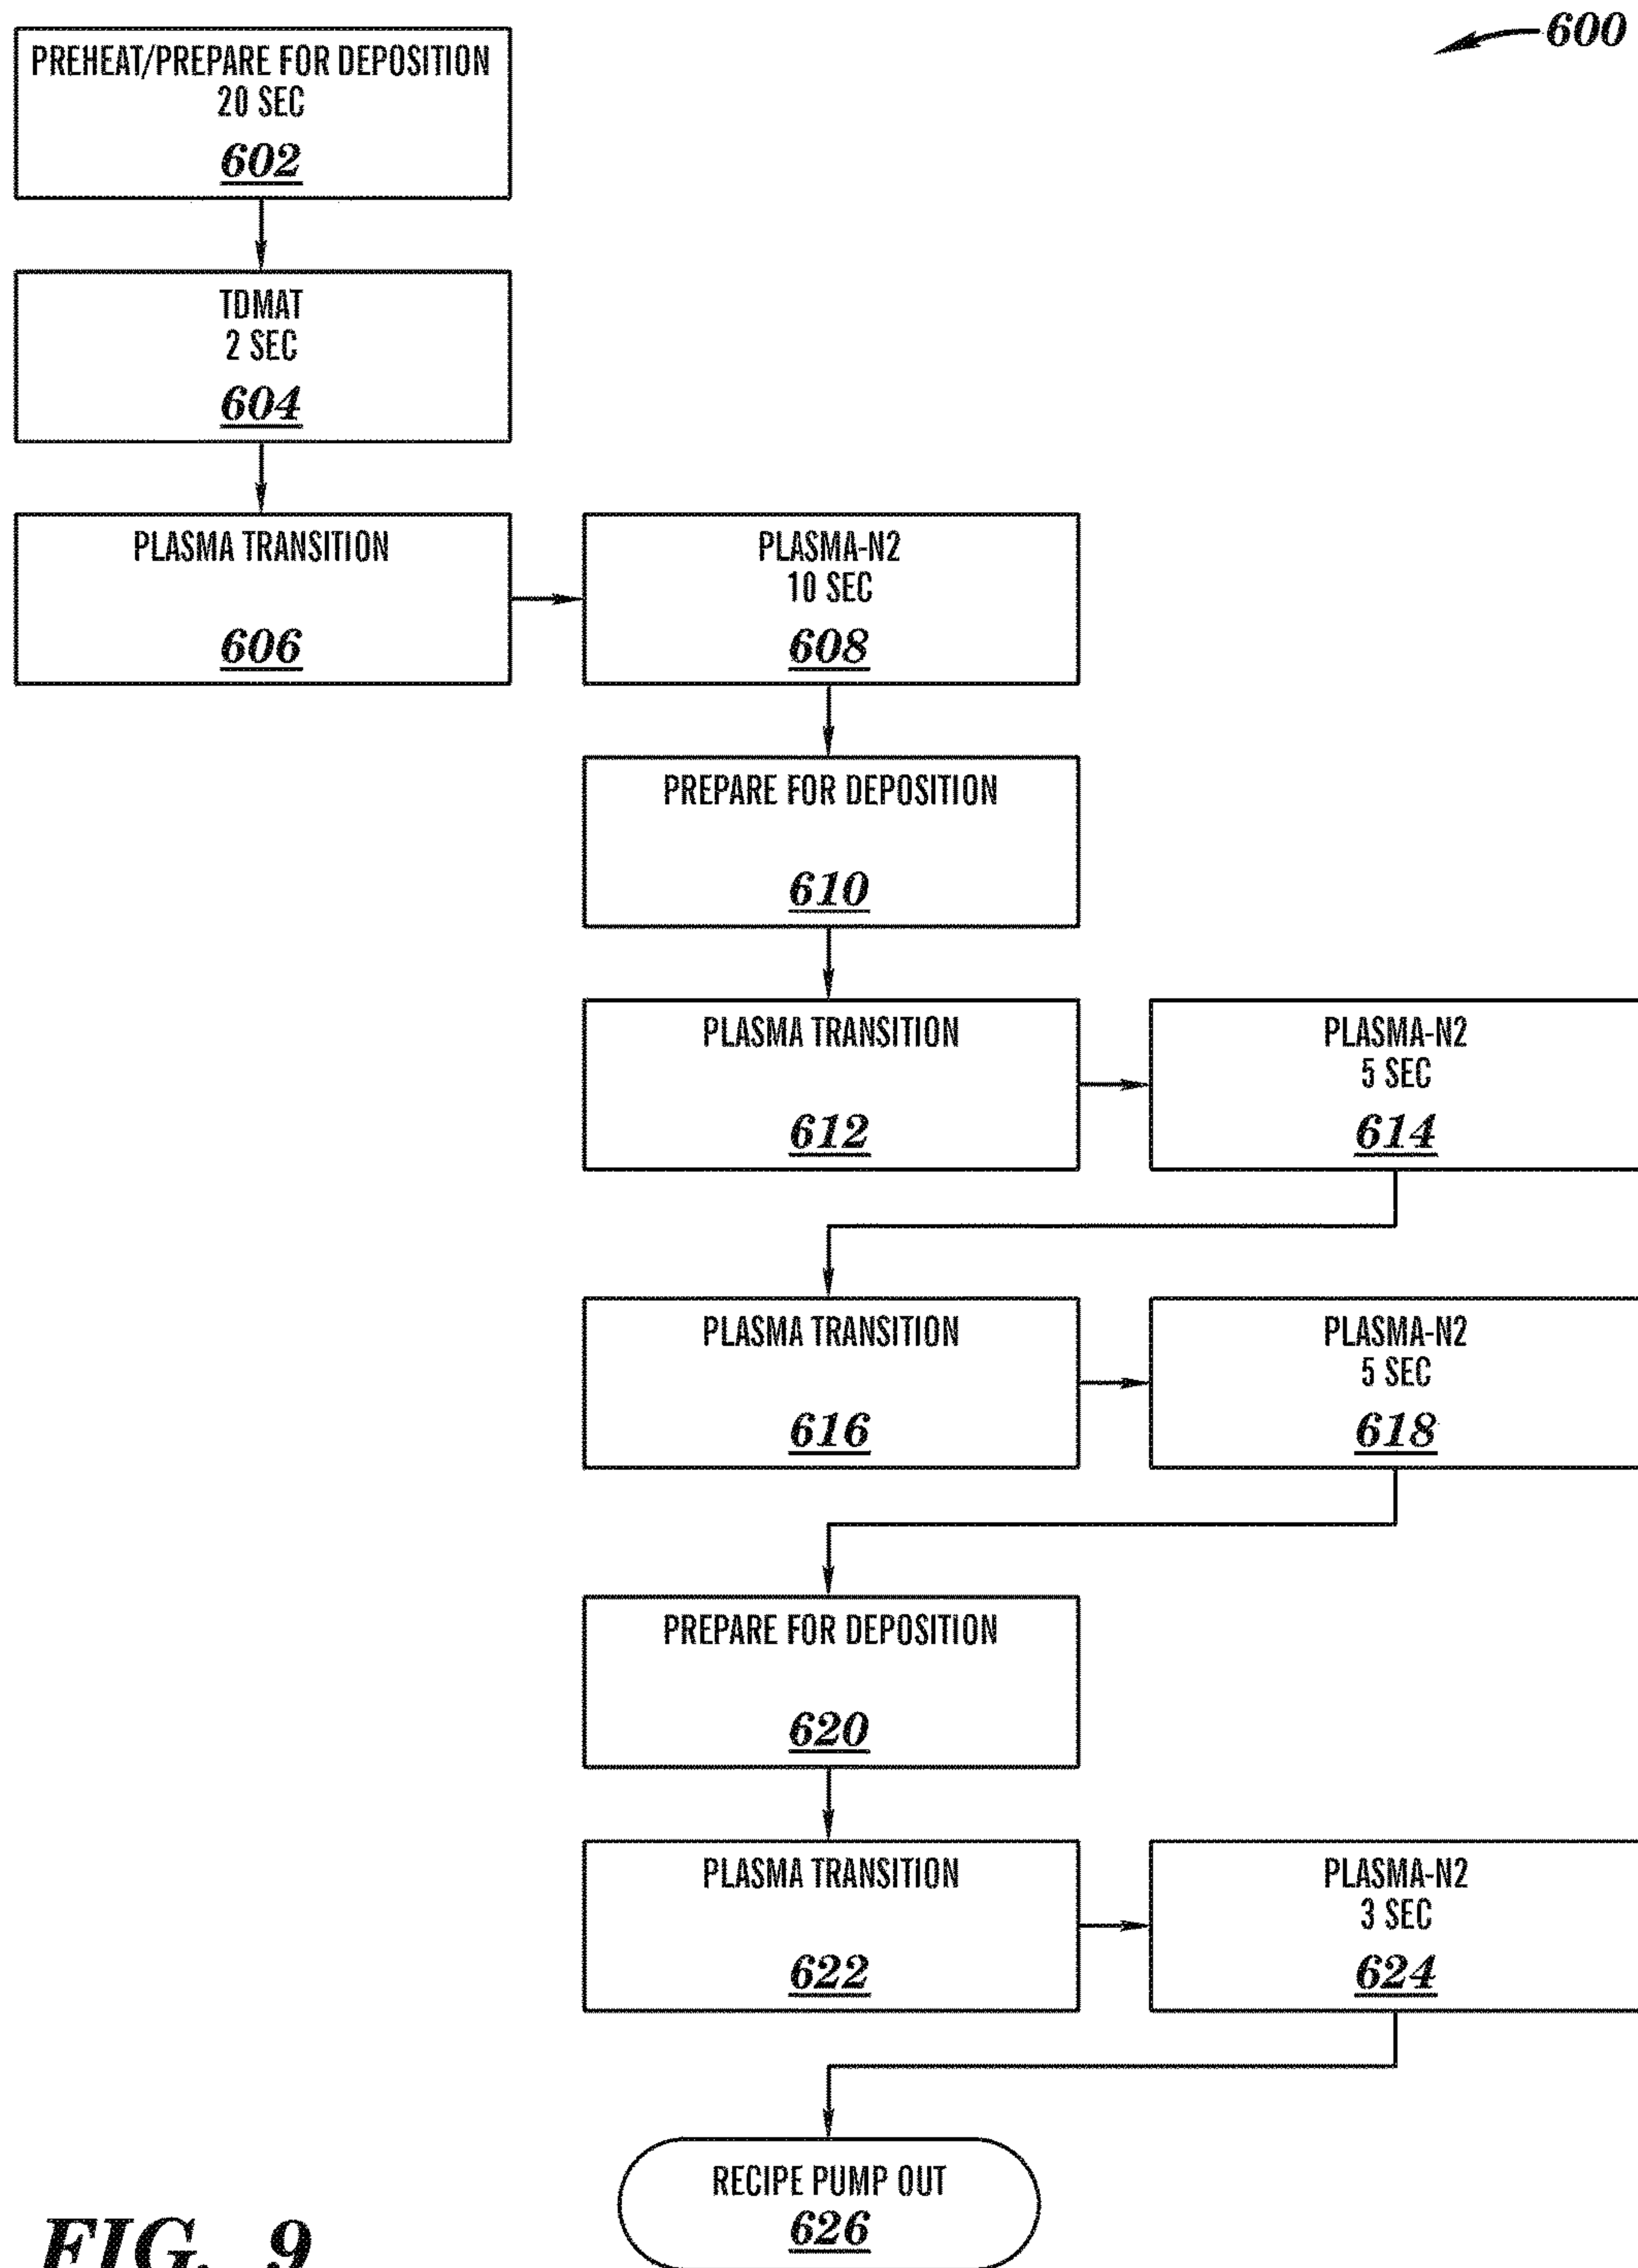 600
PREHEAT/PREPARE FOR DEPOSITION
20 SEC
602
TDMAT
2 SEC
604
PLASMA TRANSITION
606
PLASMA-N2
10 SEC
608
PREPARE FOR DEPOSITION
610
PLASMA TRANSITION
612
PLASMA-N2
5 SEC
614
PLASMA TRANSITION
616
PLASMA-N2
5 SEC
618
PREPARE FOR DEPOSITION
620
PLASMA TRANSITION
622
PLASMA-N2
3 SEC
624
RECIPE PUMP OUT
626
FIG. 9